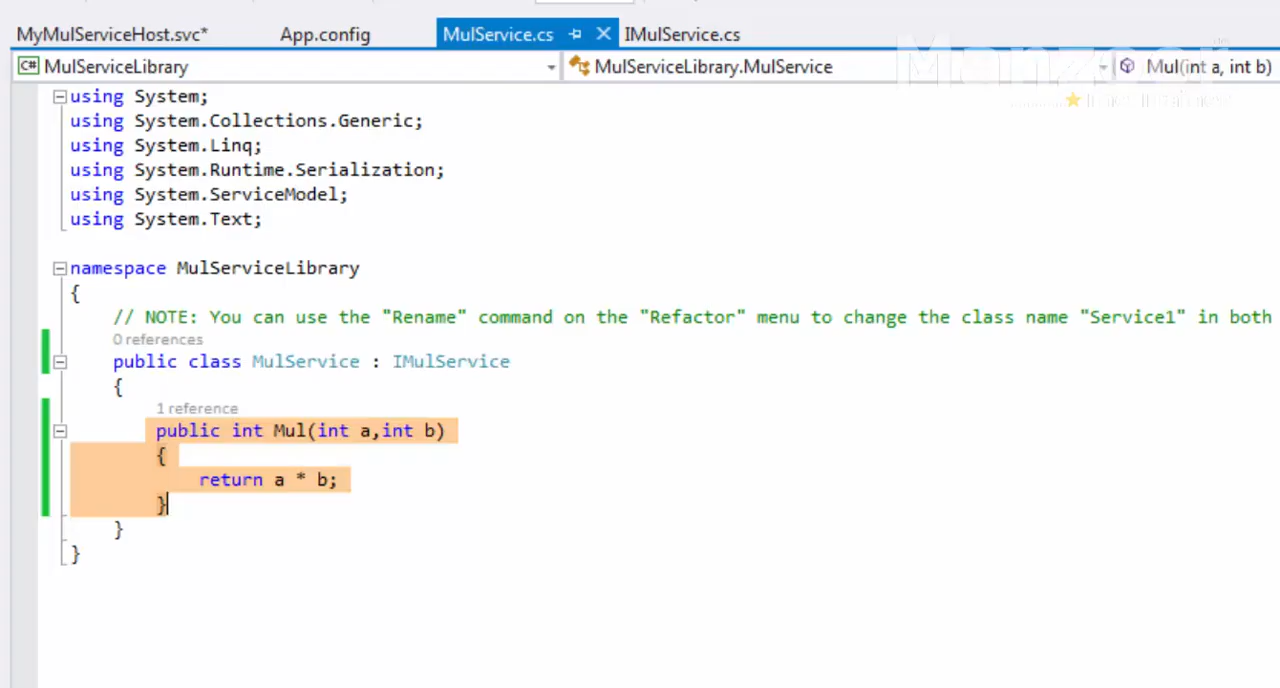 MyMulServiceHost.svc* App.config MulService.cs IMulService.cs
C# MulServiceLibrary MulServiceLibrary.MulService Mul(int a, int b)
using System;
using System.Collections.Generic;
using System.Linq;
using System.Runtime.Serialization;
using System.ServiceModel;
using System.Text;
namespace MulServiceLibrary
{
// NOTE: You can use the "Rename" command on the "Refactor" menu to change the class name "Service1" in both
0 references
public class MulService : IMulService
{
1 reference
public int Mul(int a,int b)
{
return a * b;
}
}
}